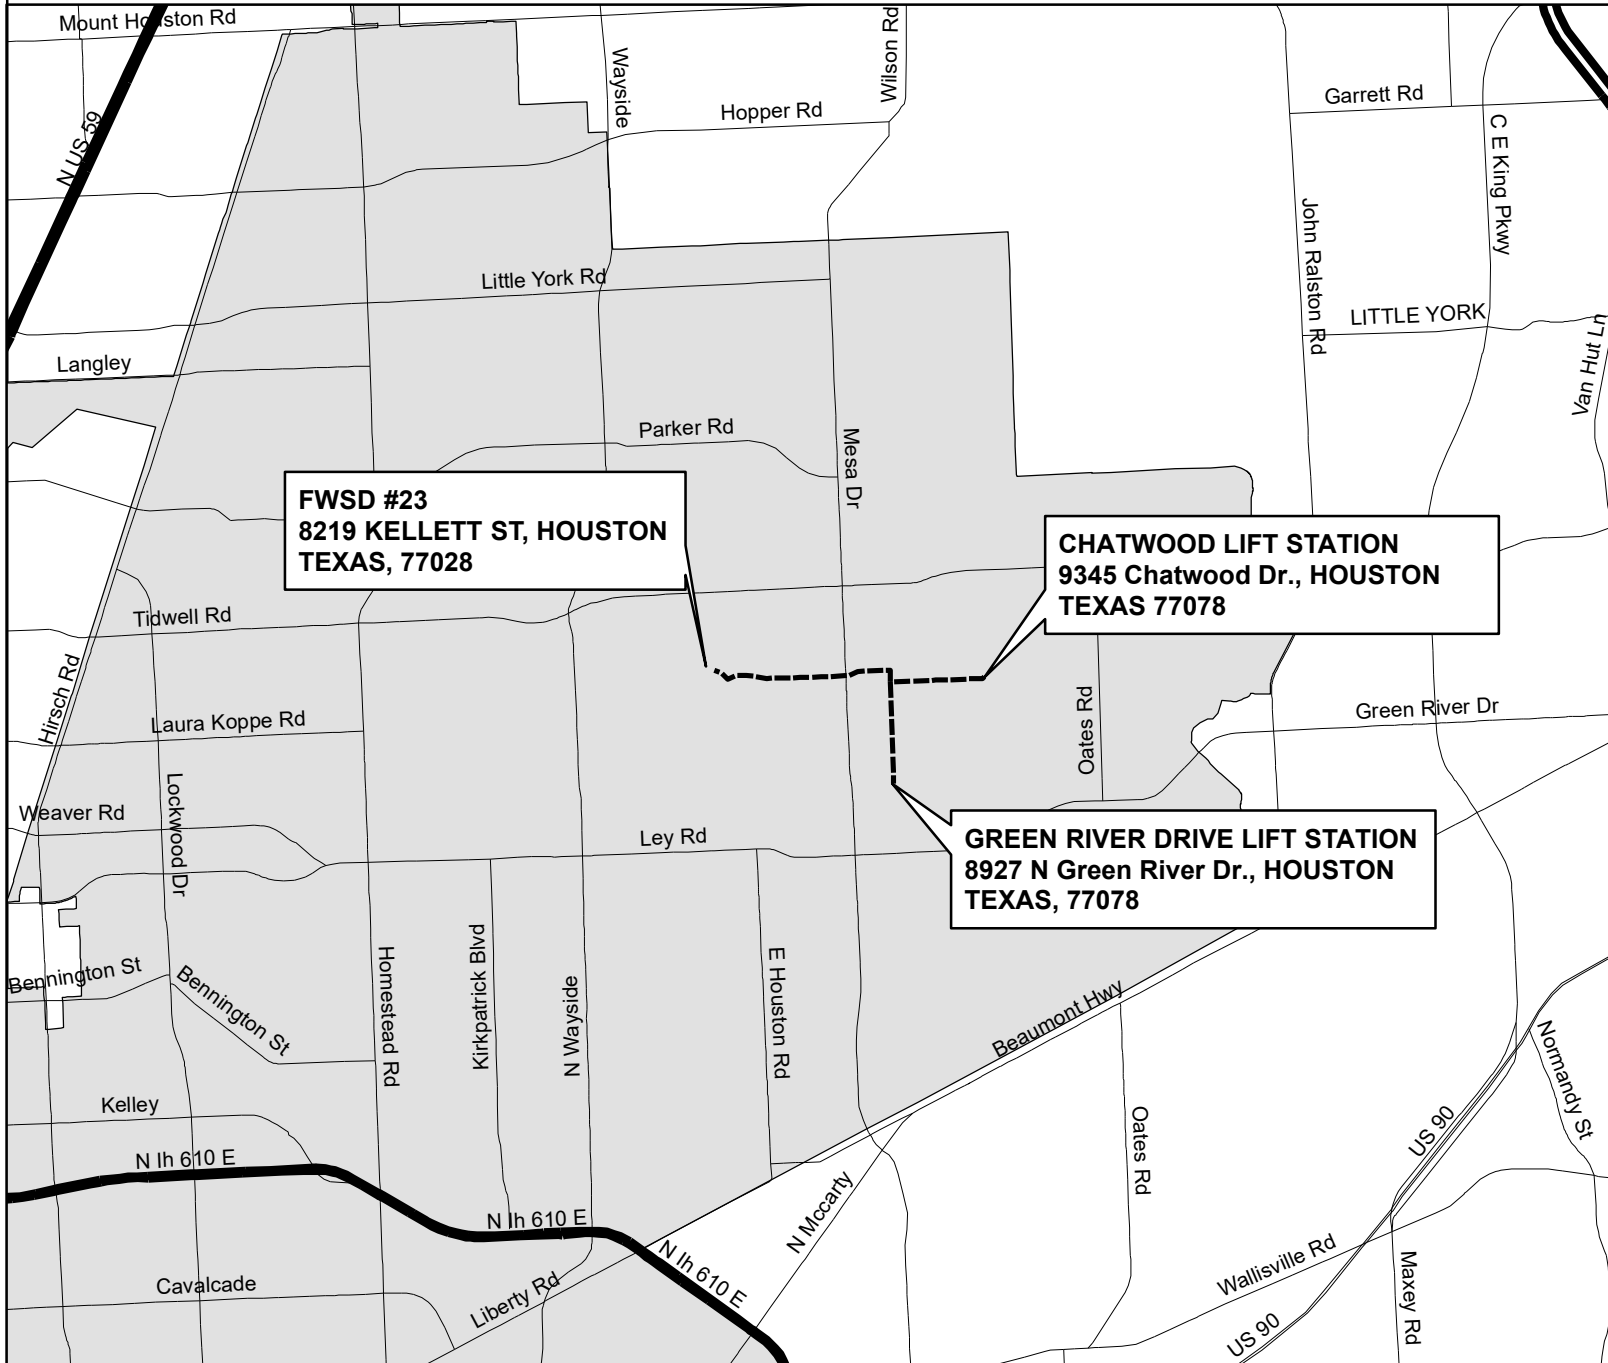 Mount Houston Rd
N US 59
Wayside
Wilson Rd
Hopper Rd
Garrett Rd
C E King Pkwy
John Ralston Rd
Little York Rd
LITTLE YORK
Van Hut Ln
Langley
Parker Rd
Mesa Dr
FWSD #23
8219 KELLETT ST, HOUSTON
TEXAS, 77028
CHATWOOD LIFT STATION
9345 Chatwood Dr., HOUSTON
TEXAS 77078
Tidwell Rd
Hirsch Rd
Laura Koppe Rd
Oates Rd
Green River Dr
Weaver Rd
Lockwood Dr
Ley Rd
GREEN RIVER DRIVE LIFT STATION
8927 N Green River Dr., HOUSTON
TEXAS, 77078
Bennington St
Bennington St
Homestead Rd
Kirkpatrick Blvd
N Wayside
E Houston Rd
Beaumont Hwy
Normandy St
Kelley
N Ih 610 E
US 90
Oates Rd
N Mccarty
N Ih 610 E
N Ih 610 E
Cavalcade
Liberty Rd
Wallisville Rd
Maxey Rd
US 90